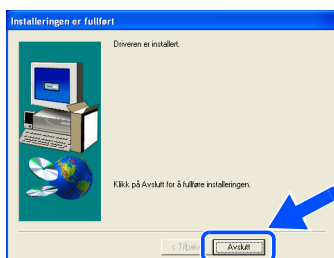 Installeringen er fullført
Driveren er installert.
Klikk på Avslutt for å fullføre installeringen.
< Tilbake
Avslutt